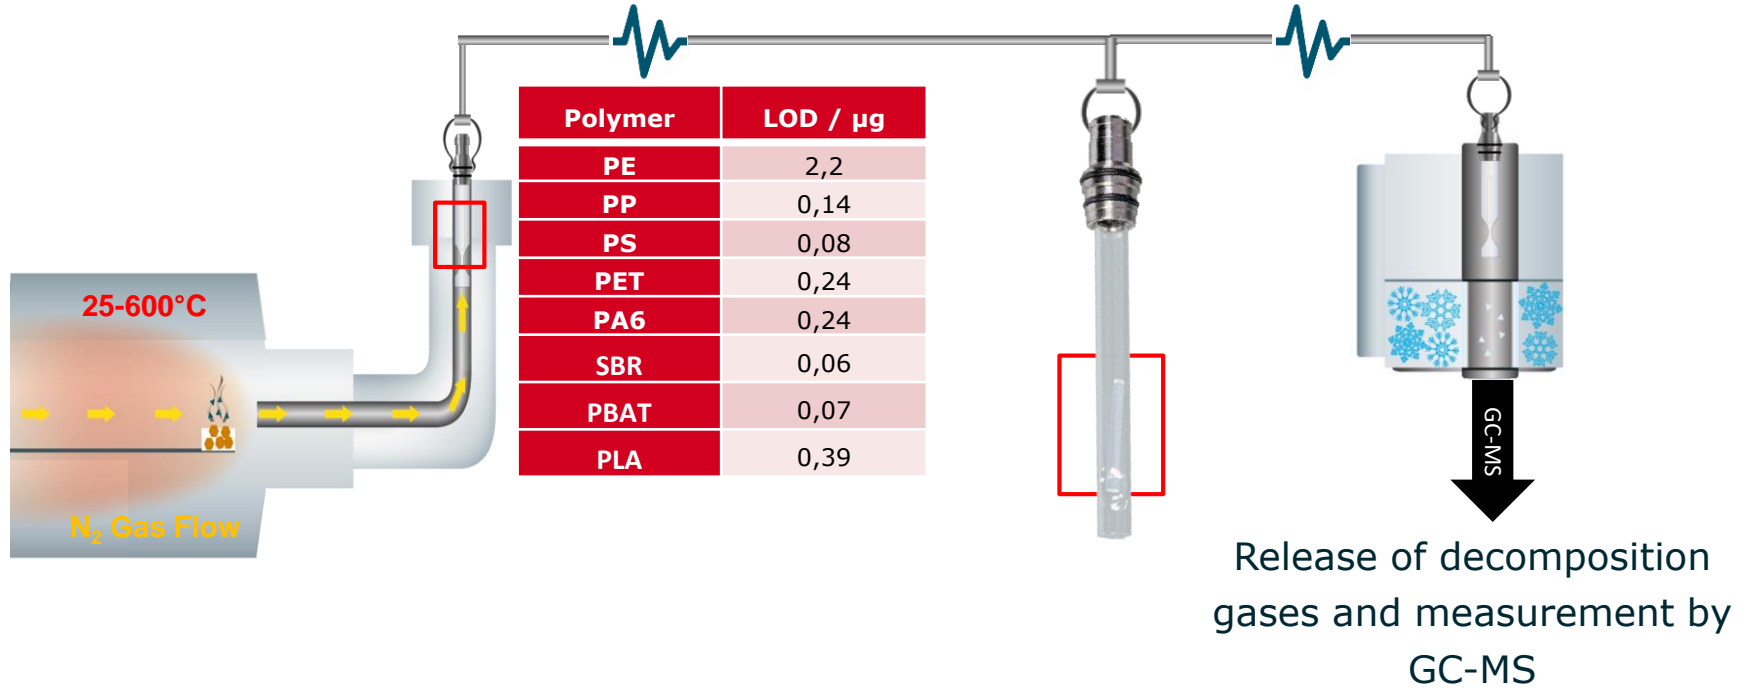 25-600°C
N₂ Gas Flow
Polymer LOD / µg
PE 2,2
PP 0,14
PS 0,08
PET 0,24
PA6 0,24
SBR 0,06
PBAT 0,07
PLA 0,39
GC-MS
Release of decomposition
gases and measurement by
GC-MS